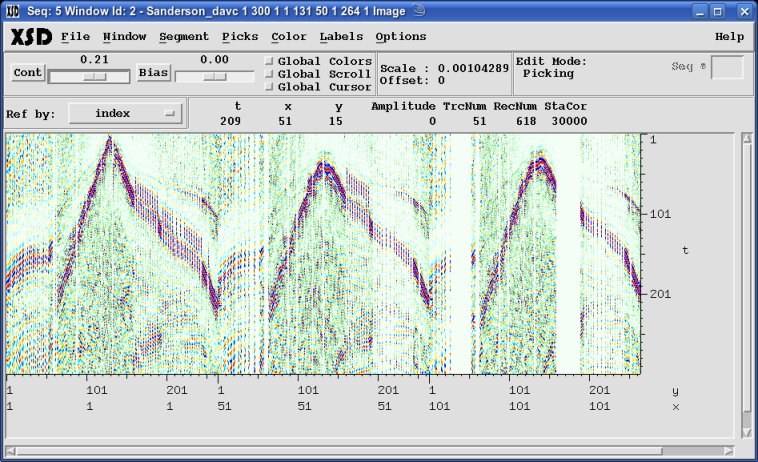 Seq: 5 Window Id: 2 - Sanderson_davc 1 300 1 1 131 50 1 264 1 Image
XSD File Window Segment Picks Color Labels Options Help
Cont 0.21 Bias 0.00
Global Colors
Global Scroll
Global Cursor
Scale : 0.00104289
Offset: 0
Edit Mode:
Picking
Seq *
Ref by: index
t x y Amplitude TrcNum RecNum StaCor
209 51 15 0 51 618 30000
1
101
t
201
1 101 201 1 101 201 1 101 201 y
1 1 1 51 51 51 101 101 101 x